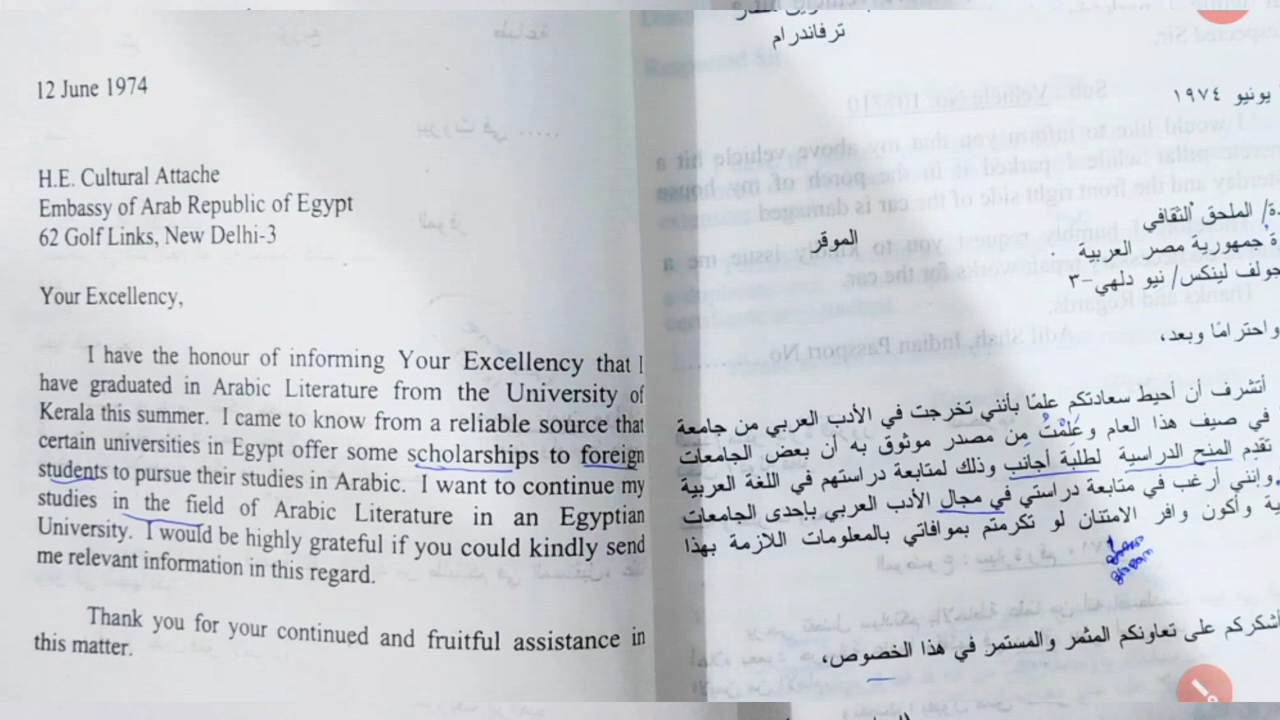 12 June 1974
H.E. Cultural Attache
Embassy of Arab Republic of Egypt
62 Golf Links, New Delhi-3
Your Excellency,
I have the honour of informing Your Excellency that I
have graduated in Arabic Literature from the University of
Kerala this summer. I came to know from a reliable source that
certain universities in Egypt offer some scholarships to foreign
students to pursue their studies in Arabic. I want to continue my
studies in the field of Arabic Literature in an Egyptian
University. I would be highly grateful if you could kindly send
me relevant information in this regard.
Thank you for your continued and fruitful assistance in
this matter.
ترفاندرام
يونيو ١٩٧٤
الملحق الثقافي
الموقر
جمهورية مصر العربية
جولف لينكس/ نيو دلهي-٣
واحترامًا وبعد،
أتشرف أن أحيط سعادتكم علمًا بأنني تخرجت في الأدب العربي من جامعة
في صيف هذا العام وعَلِمْتُ مِن مصدر موثوق به أن بعض الجامعات
تقدم المنح الدراسية لطلبة أجانب وذلك لمتابعة دراستهم في اللغة العربية
وإنني أرغب في متابعة دراستي في مجال الأدب العربي بإحدى الجامعات
وأكون وافر الامتنان لو تكرمتم بموافاتي بالمعلومات اللازمة بهذا
أشكركم على تعاونكم المثمر والمستمر في هذا الخصوص،